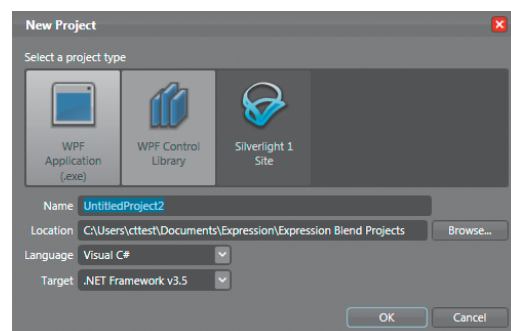 New Project
Select a project type
WPF
Application
(.exe)
WPF Control
Library
Silverlight 1
Site
Name UntitledProject2
Location C:\Users\cttest\Documents\Expression\Expression Blend Projects Browse...
Language Visual C#
Target .NET Framework v3.5
OK Cancel